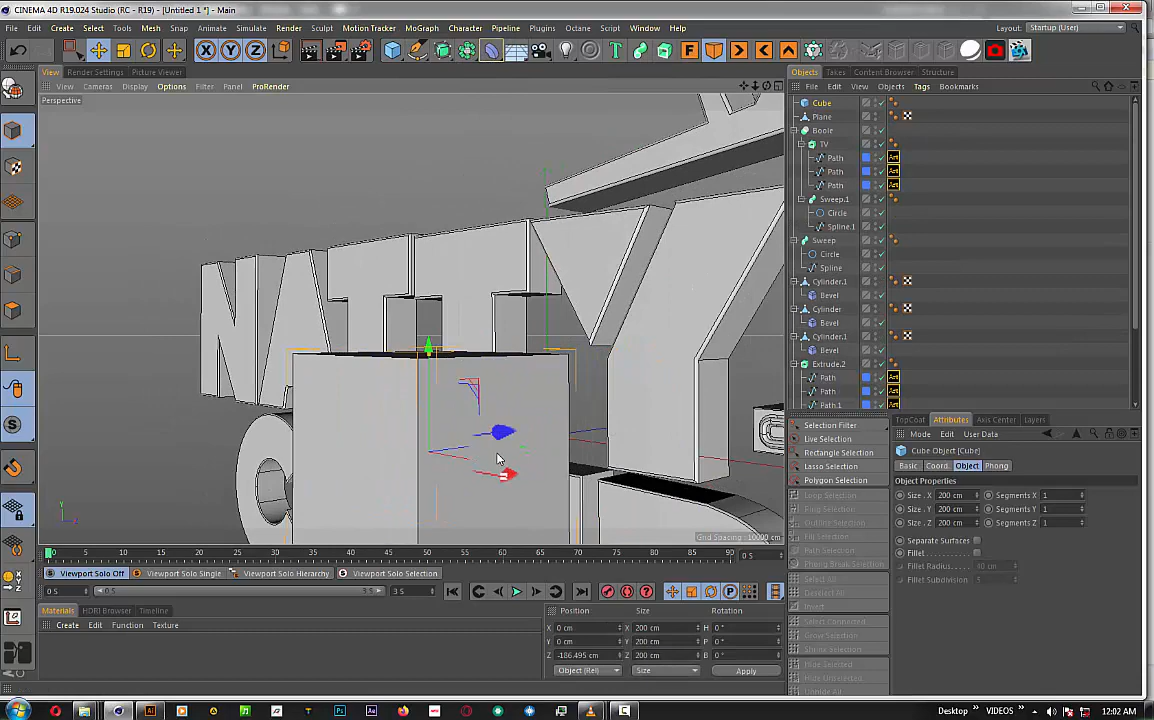 CINEMA 4D R19.024 Studio (RC - R19) - [Untitled 1 *] - Main
File Edit Create Select Tools Mesh Animate Simulate Render Sculpt Motion Tracker MoGraph Character Pipeline Plugins Script Window Help Layout: Startup (User)
X Y Z
View Render Settings Picture Viewer
View Cameras Display Options Filter Panel ProRender
Perspective
NATTY
Y
Z
Grid Spacing : 10000 cm
Objects Takes Content Browser Structure
File Edit View Objects Tags Bookmarks
Cube
Plane
Boole
TV
Path
Path
Path
Sweep.1
Circle
Spline.1
Sweep
Circle
Spline
Cylinder.1
Bevel
Cylinder
Bevel
Cylinder.1
Bevel
Extrude.2
Path
Path
Path.1
Selection Filter
Live Selection
Rectangle Selection
Lasso Selection
Polygon Selection
Loop Selection
Ring Selection
Outline Selection
Fill Selection
Path Selection
Phong Break Selection
Select All
Deselect All
Invert
Select Connected
Grow Selection
Shrink Selection
Hide Selected
Hide Unselected
Unhide All
TopCoat Attributes Axis Center Layers
Mode Edit User Data
Cube Object [Cube]
Basic Coord. Object Phong
Object Properties
Size . X 200 cm Segments X 1
Size . Y 200 cm Segments Y 1
Size . Z 200 cm Segments Z 1
Separate Surfaces
Fillet
Fillet Radius 40 cm
Fillet Subdivision 5
0 5 10 15 20 25 30 35 40 45 50 55 60 65 70 75 80 85 90 0 S
Viewport Solo Off Viewport Solo Single Viewport Solo Hierarchy Viewport Solo Selection
0 S 0 S 3 S 3 S
Materials HDRI Browser Timeline
Create Edit Function Texture
Position Size Rotation
X 0 cm X 200 cm H 0 °
Y 0 cm Y 200 cm P 0 °
Z -186.495 cm Z 200 cm B 0 °
Object (Rel) Size Apply
Desktop » VIDEOS » 12:02 AM